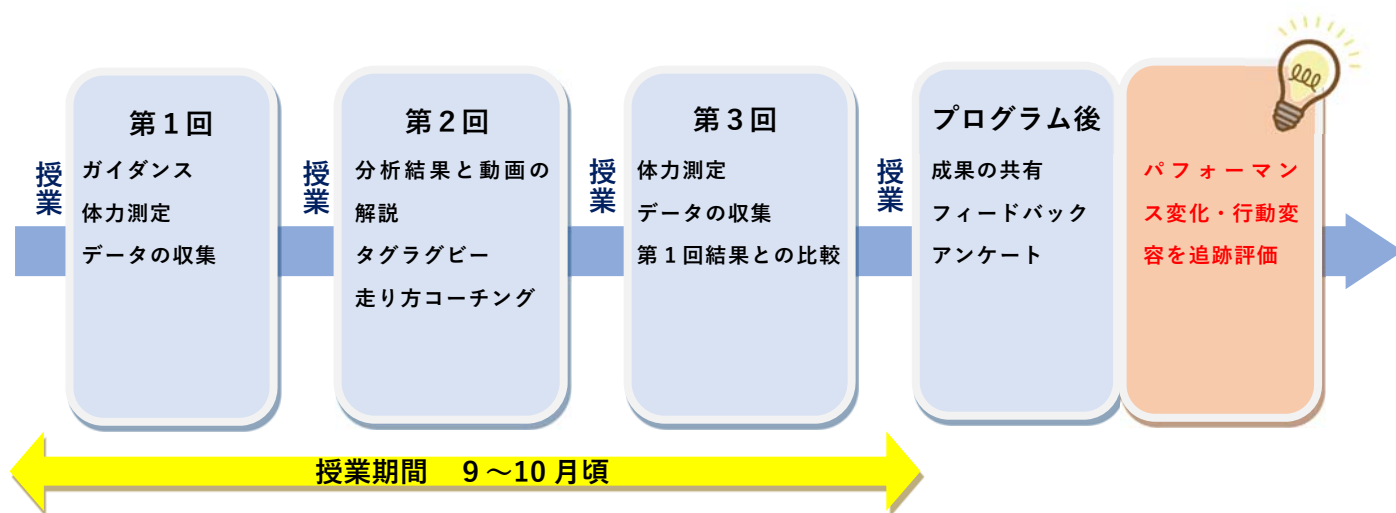 授業
第１回
ガイダンス
体力測定
データの収集
授業
第２回
分析結果と動画の
解説
タグラグビー
走り方コーチング
授業
第３回
体力測定
データの収集
第１回結果との比較
授業
プログラム後
成果の共有
フィードバック
アンケート
パフォーマン
ス変化・行動変
容を追跡評価
授業期間　９～10月頃